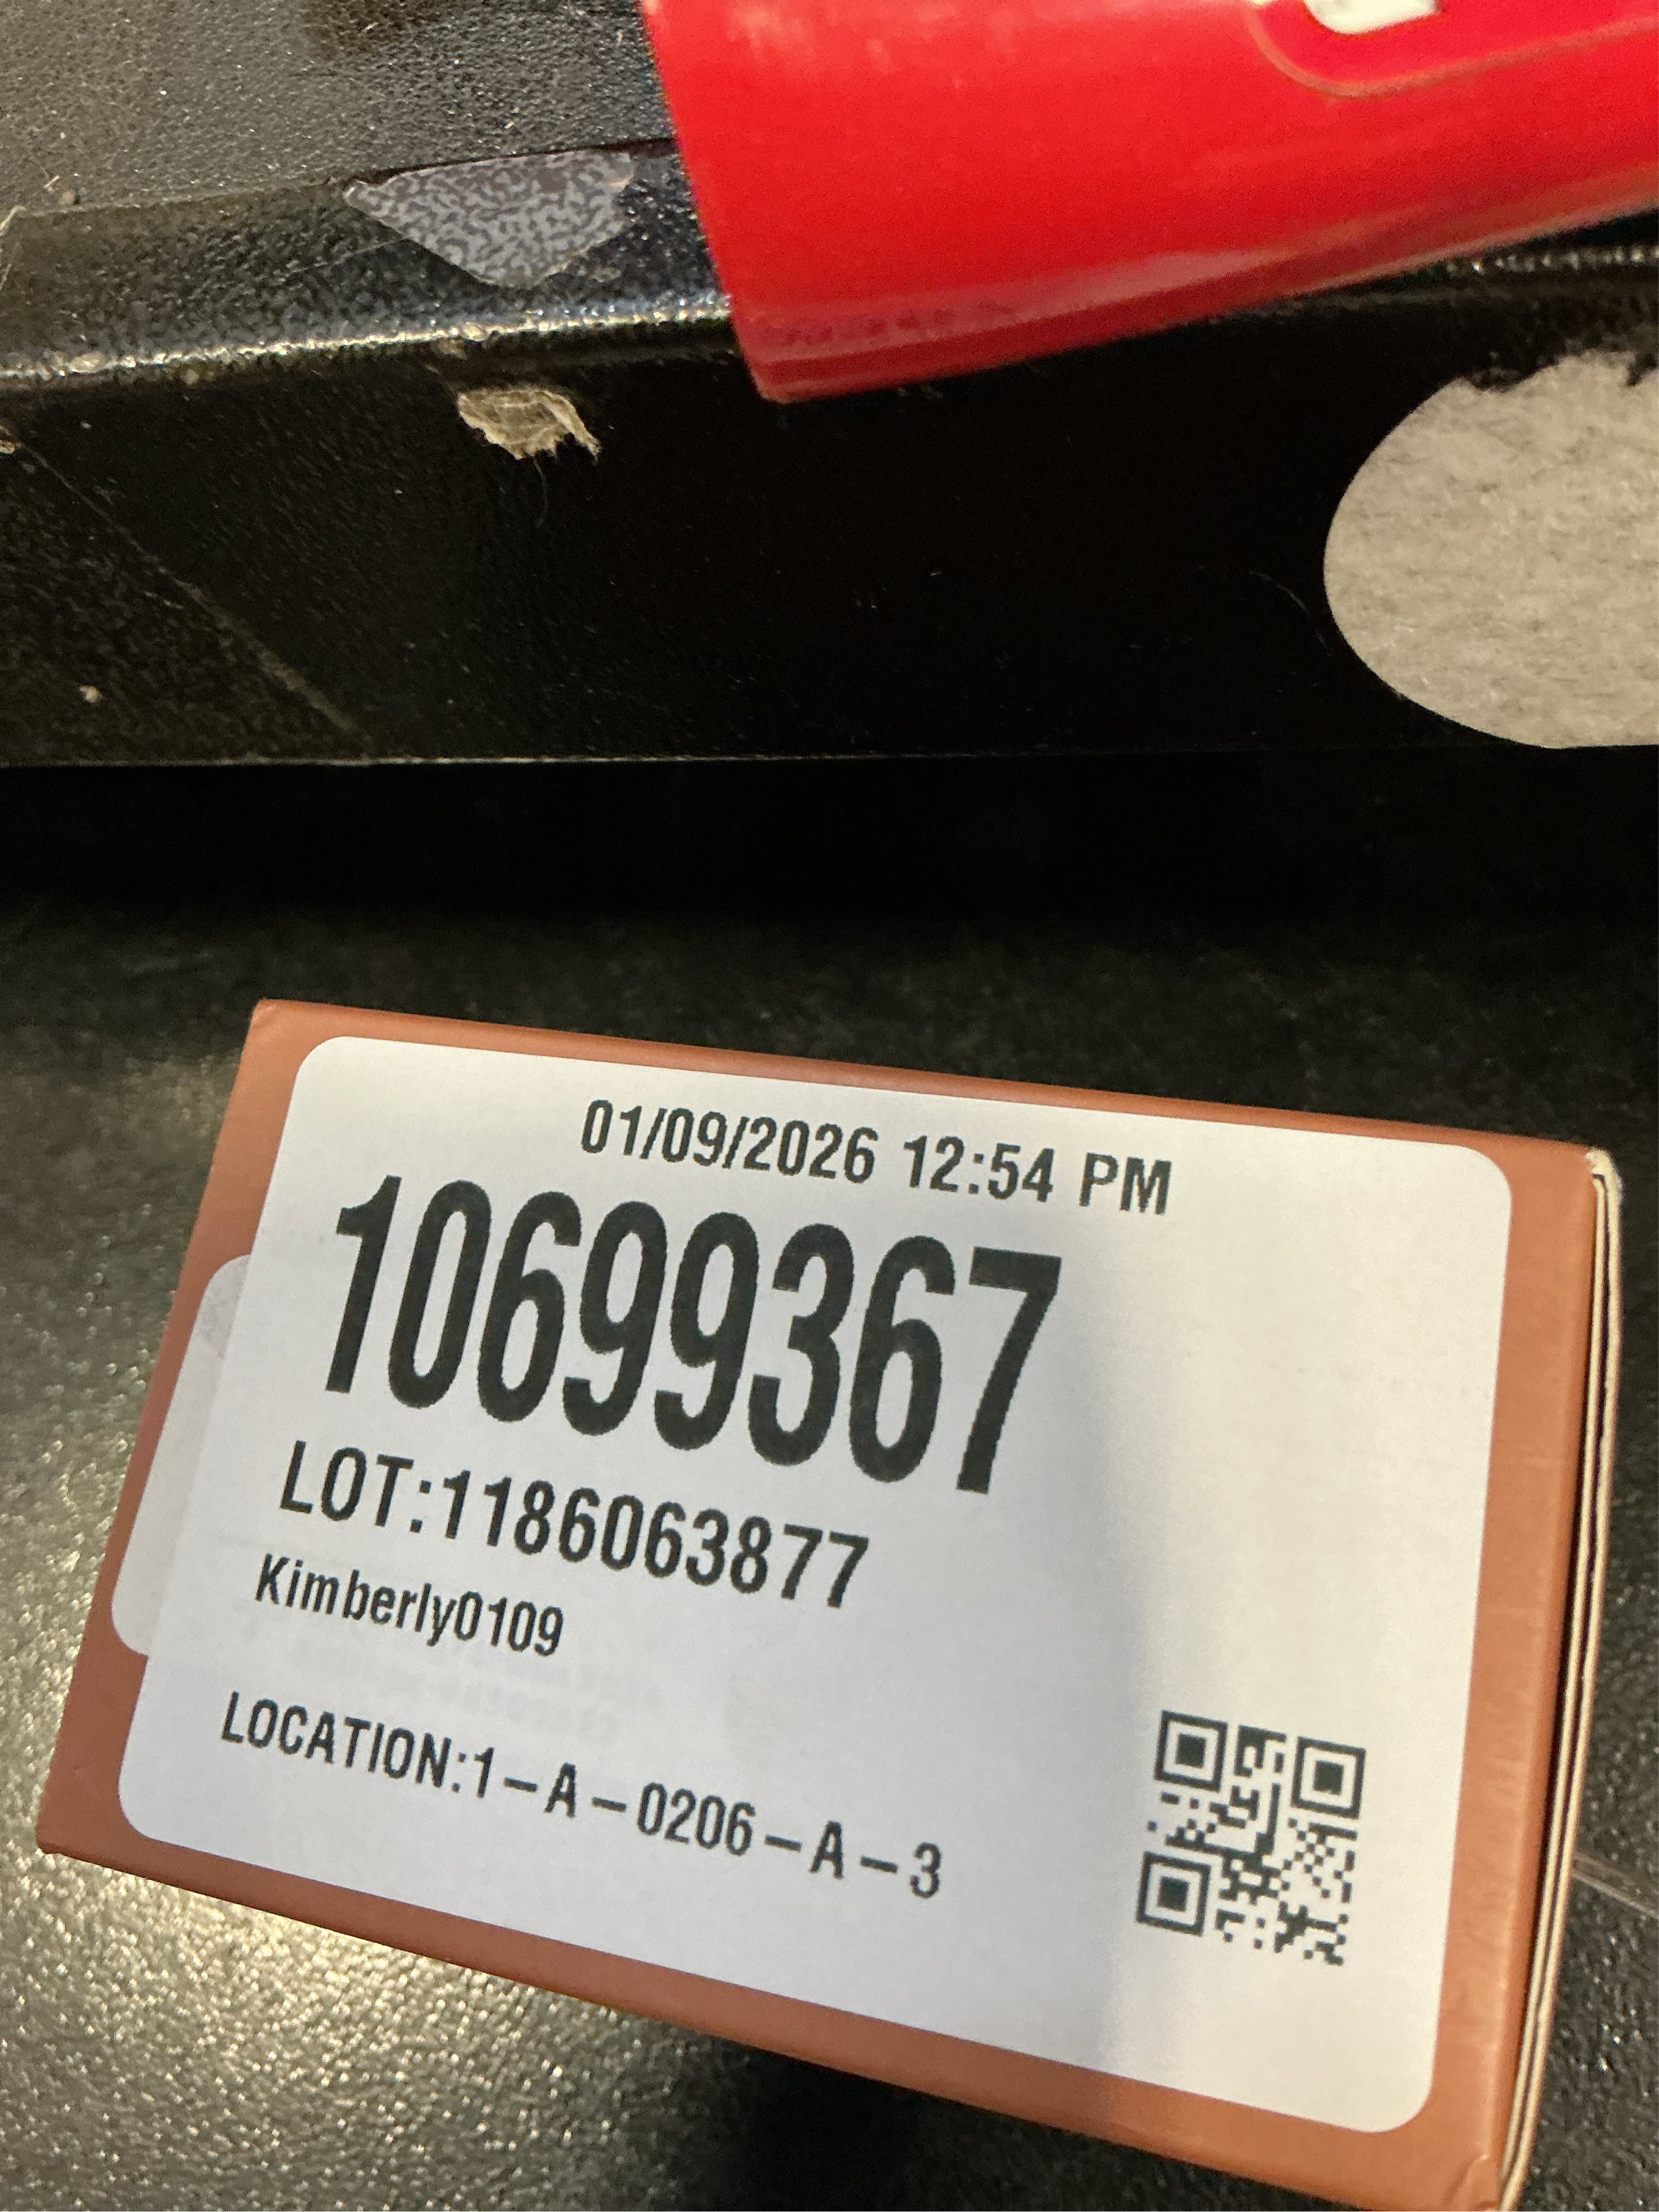 01/09/2026 12:54 PM
10699367
LOT:1186063877
Kimberly0109
LOCATION:1-A-0206-A-3